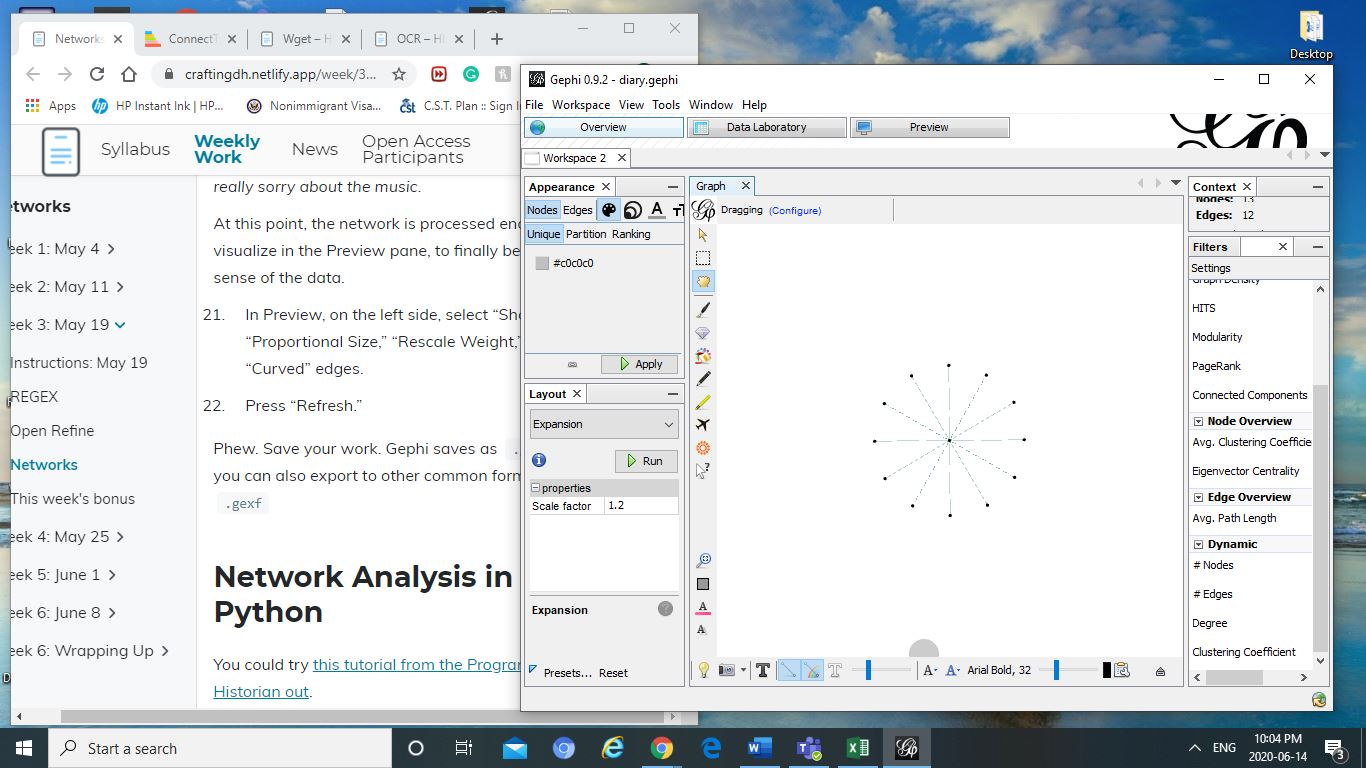 Desktop
Networks
ConnectT
Wget – H
OCR – H
craftingdh.netlify.app/week/3...
Apps
HP Instant Ink | HP...
Nonimmigrant Visa...
C.S.T. Plan :: Sign I
Syllabus
Weekly
Work
News
Open Access
Participants
etworks
eek 1: May 4
eek 2: May 11
eek 3: May 19
Instructions: May 19
REGEX
Open Refine
Networks
This week's bonus
eek 4: May 25
eek 5: June 1
eek 6: June 8
eek 6: Wrapping Up
really sorry about the music.
At this point, the network is processed en
visualize in the Preview pane, to finally be
sense of the data.
21. In Preview, on the left side, select “Sh
“Proportional Size,” “Rescale Weight,”
“Curved” edges.
22. Press “Refresh.”
Phew. Save your work. Gephi saves as .
you can also export to other common form
.gexf
Network Analysis in
Python
You could try this tutorial from the Program
Historian out.
Gephi 0.9.2 - diary.gephi
File Workspace View Tools Window Help
Overview
Data Laboratory
Preview
Workspace 2
Appearance
Nodes Edges
Unique Partition Ranking
#c0c0c0
Apply
Layout
Expansion
Run
properties
Scale factor 1.2
Expansion
Presets... Reset
Graph
Dragging (Configure)
Arial Bold, 32
Context
Nodes: 13
Edges: 12
Filters
Settings
Graph Density
HITS
Modularity
PageRank
Connected Components
Node Overview
Avg. Clustering Coefficie
Eigenvector Centrality
Edge Overview
Avg. Path Length
Dynamic
# Nodes
# Edges
Degree
Clustering Coefficient
Start a search
ENG
10:04 PM
2020-06-14
3